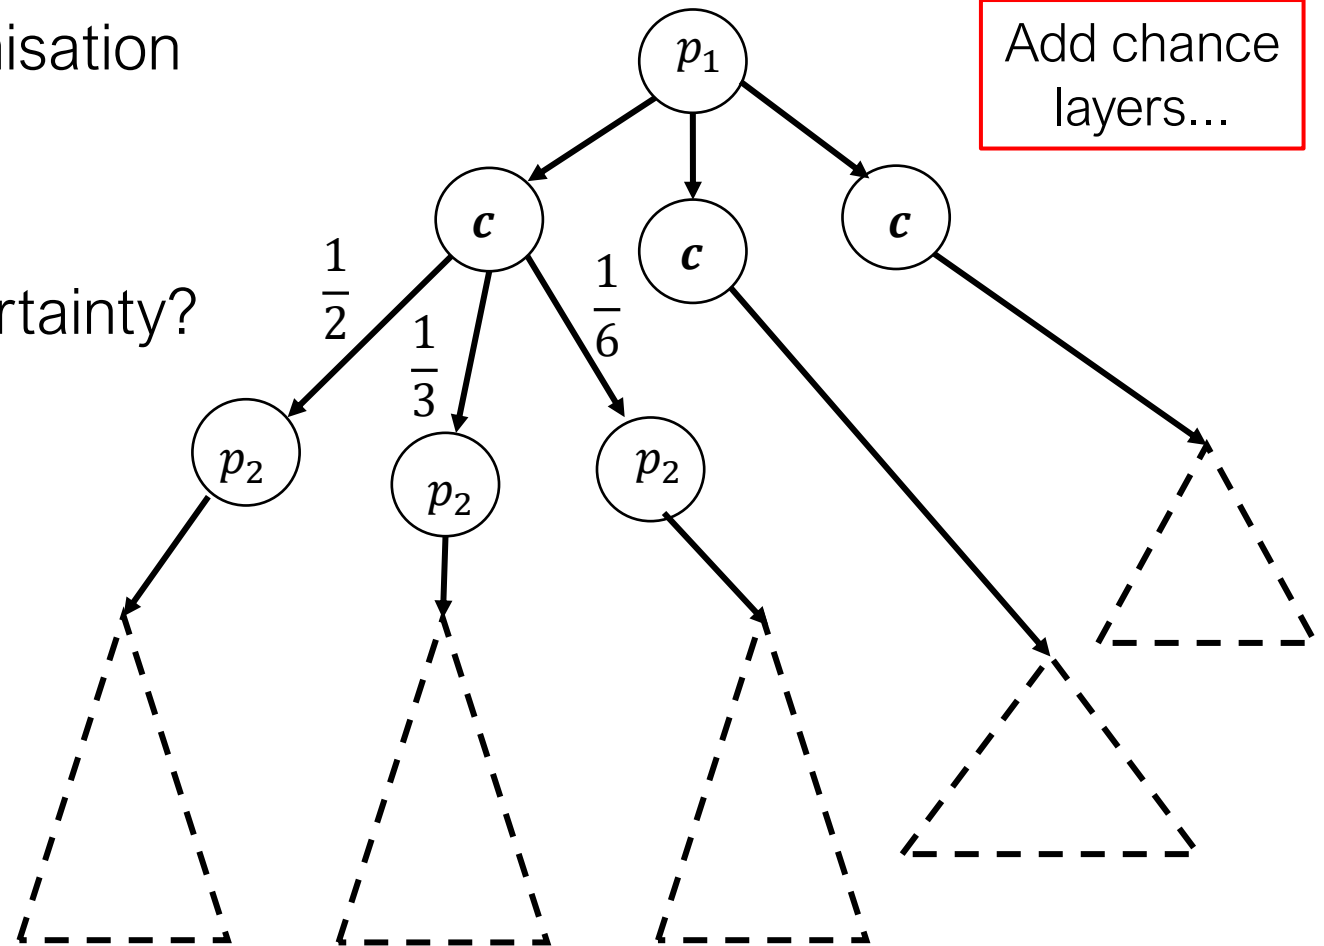 isation
Add chance
layers...
p₁
c
c
c
1/2
1/3
1/6
rtainty?
p₂
p₂
p₂